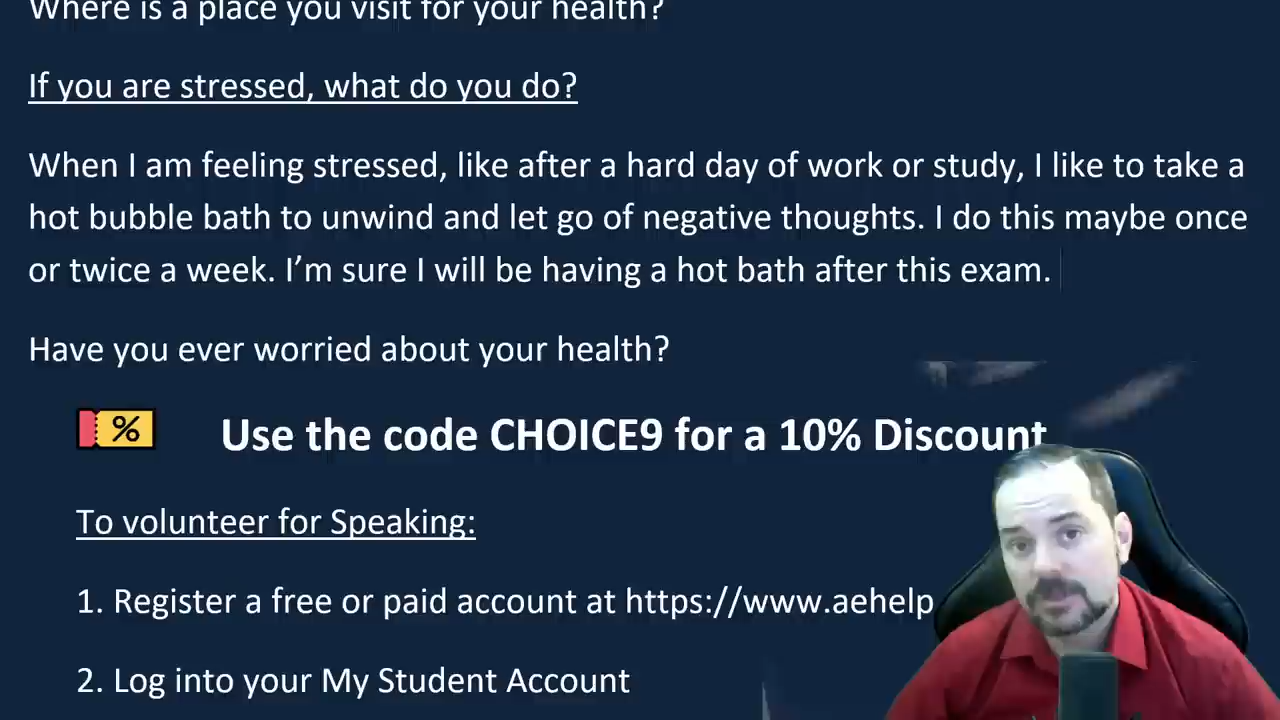 Where is a place you visit for your health?
If you are stressed, what do you do?
When I am feeling stressed, like after a hard day of work or study, I like to take a
hot bubble bath to unwind and let go of negative thoughts. I do this maybe once
or twice a week. I’m sure I will be having a hot bath after this exam.
Have you ever worried about your health?
%
Use the code CHOICE9 for a 10% Discount
To volunteer for Speaking:
1. Register a free or paid account at https://www.aehelp
2. Log into your My Student Account